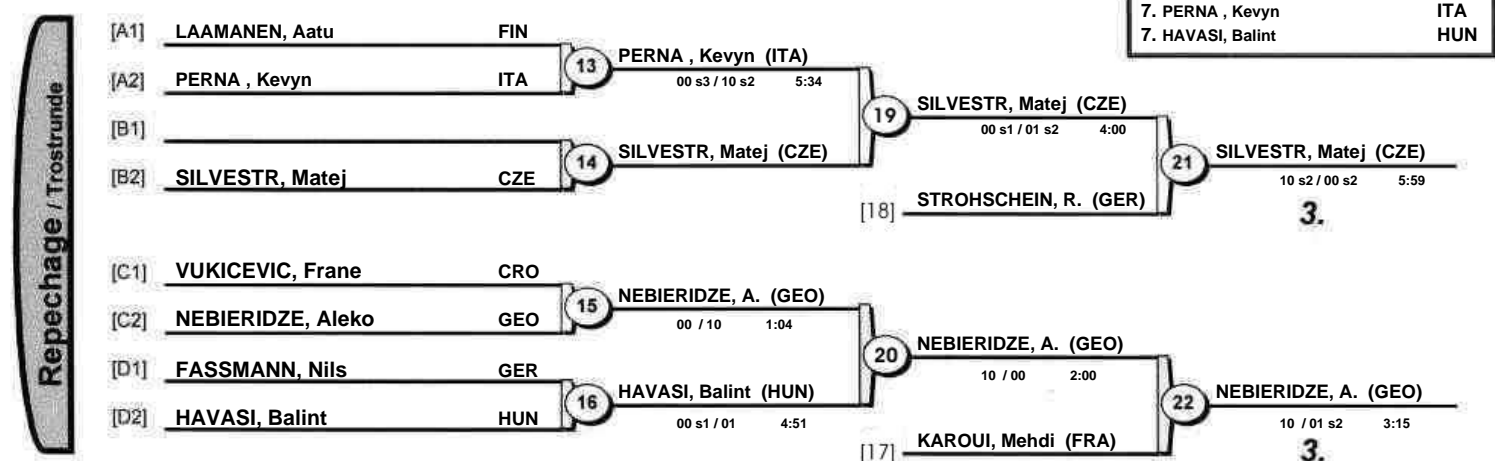 7. PERNA , Kevyn ITA
7. HAVASI, Balint HUN
Repechage / Trostrunde
[A1] LAAMANEN, Aatu FIN
[A2] PERNA , Kevyn ITA
13 PERNA , Kevyn (ITA)
00 s3 / 10 s2 5:34
[B1]
[B2] SILVESTR, Matej CZE
14 SILVESTR, Matej (CZE)
19 SILVESTR, Matej (CZE)
00 s1 / 01 s2 4:00
[18] STROHSCHEIN, R. (GER)
21 SILVESTR, Matej (CZE)
10 s2 / 00 s2 5:59
3.
[C1] VUKICEVIC, Frane CRO
[C2] NEBIERIDZE, Aleko GEO
15 NEBIERIDZE, A. (GEO)
00 / 10 1:04
[D1] FASSMANN, Nils GER
[D2] HAVASI, Balint HUN
16 HAVASI, Balint (HUN)
00 s1 / 01 4:51
20 NEBIERIDZE, A. (GEO)
10 / 00 2:00
[17] KAROUI, Mehdi (FRA)
22 NEBIERIDZE, A. (GEO)
10 / 01 s2 3:15
3.